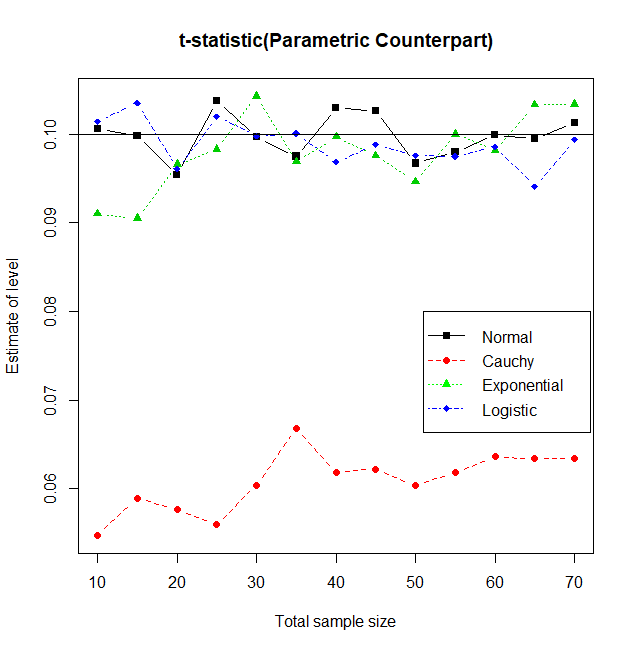 t-statistic(Parametric Counterpart)
Estimate of level
0.10
0.09
0.08
0.07
0.06
Normal
Cauchy
Exponential
Logistic
10 20 30 40 50 60 70
Total sample size